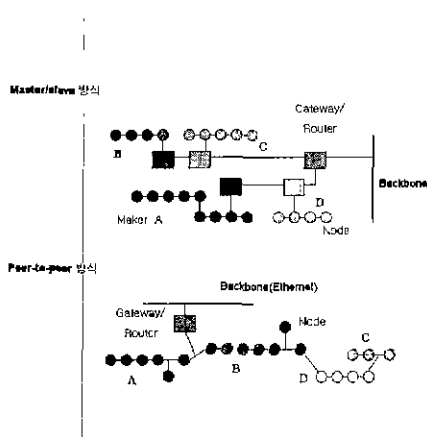 Master/slave 방식
Gateway/
Router
B
C
Backbone
Maker A
D
Node
Peer-to-peer 방식
Backbone(Ethernet)
Gateway/
Router
Node
C
A
B
D